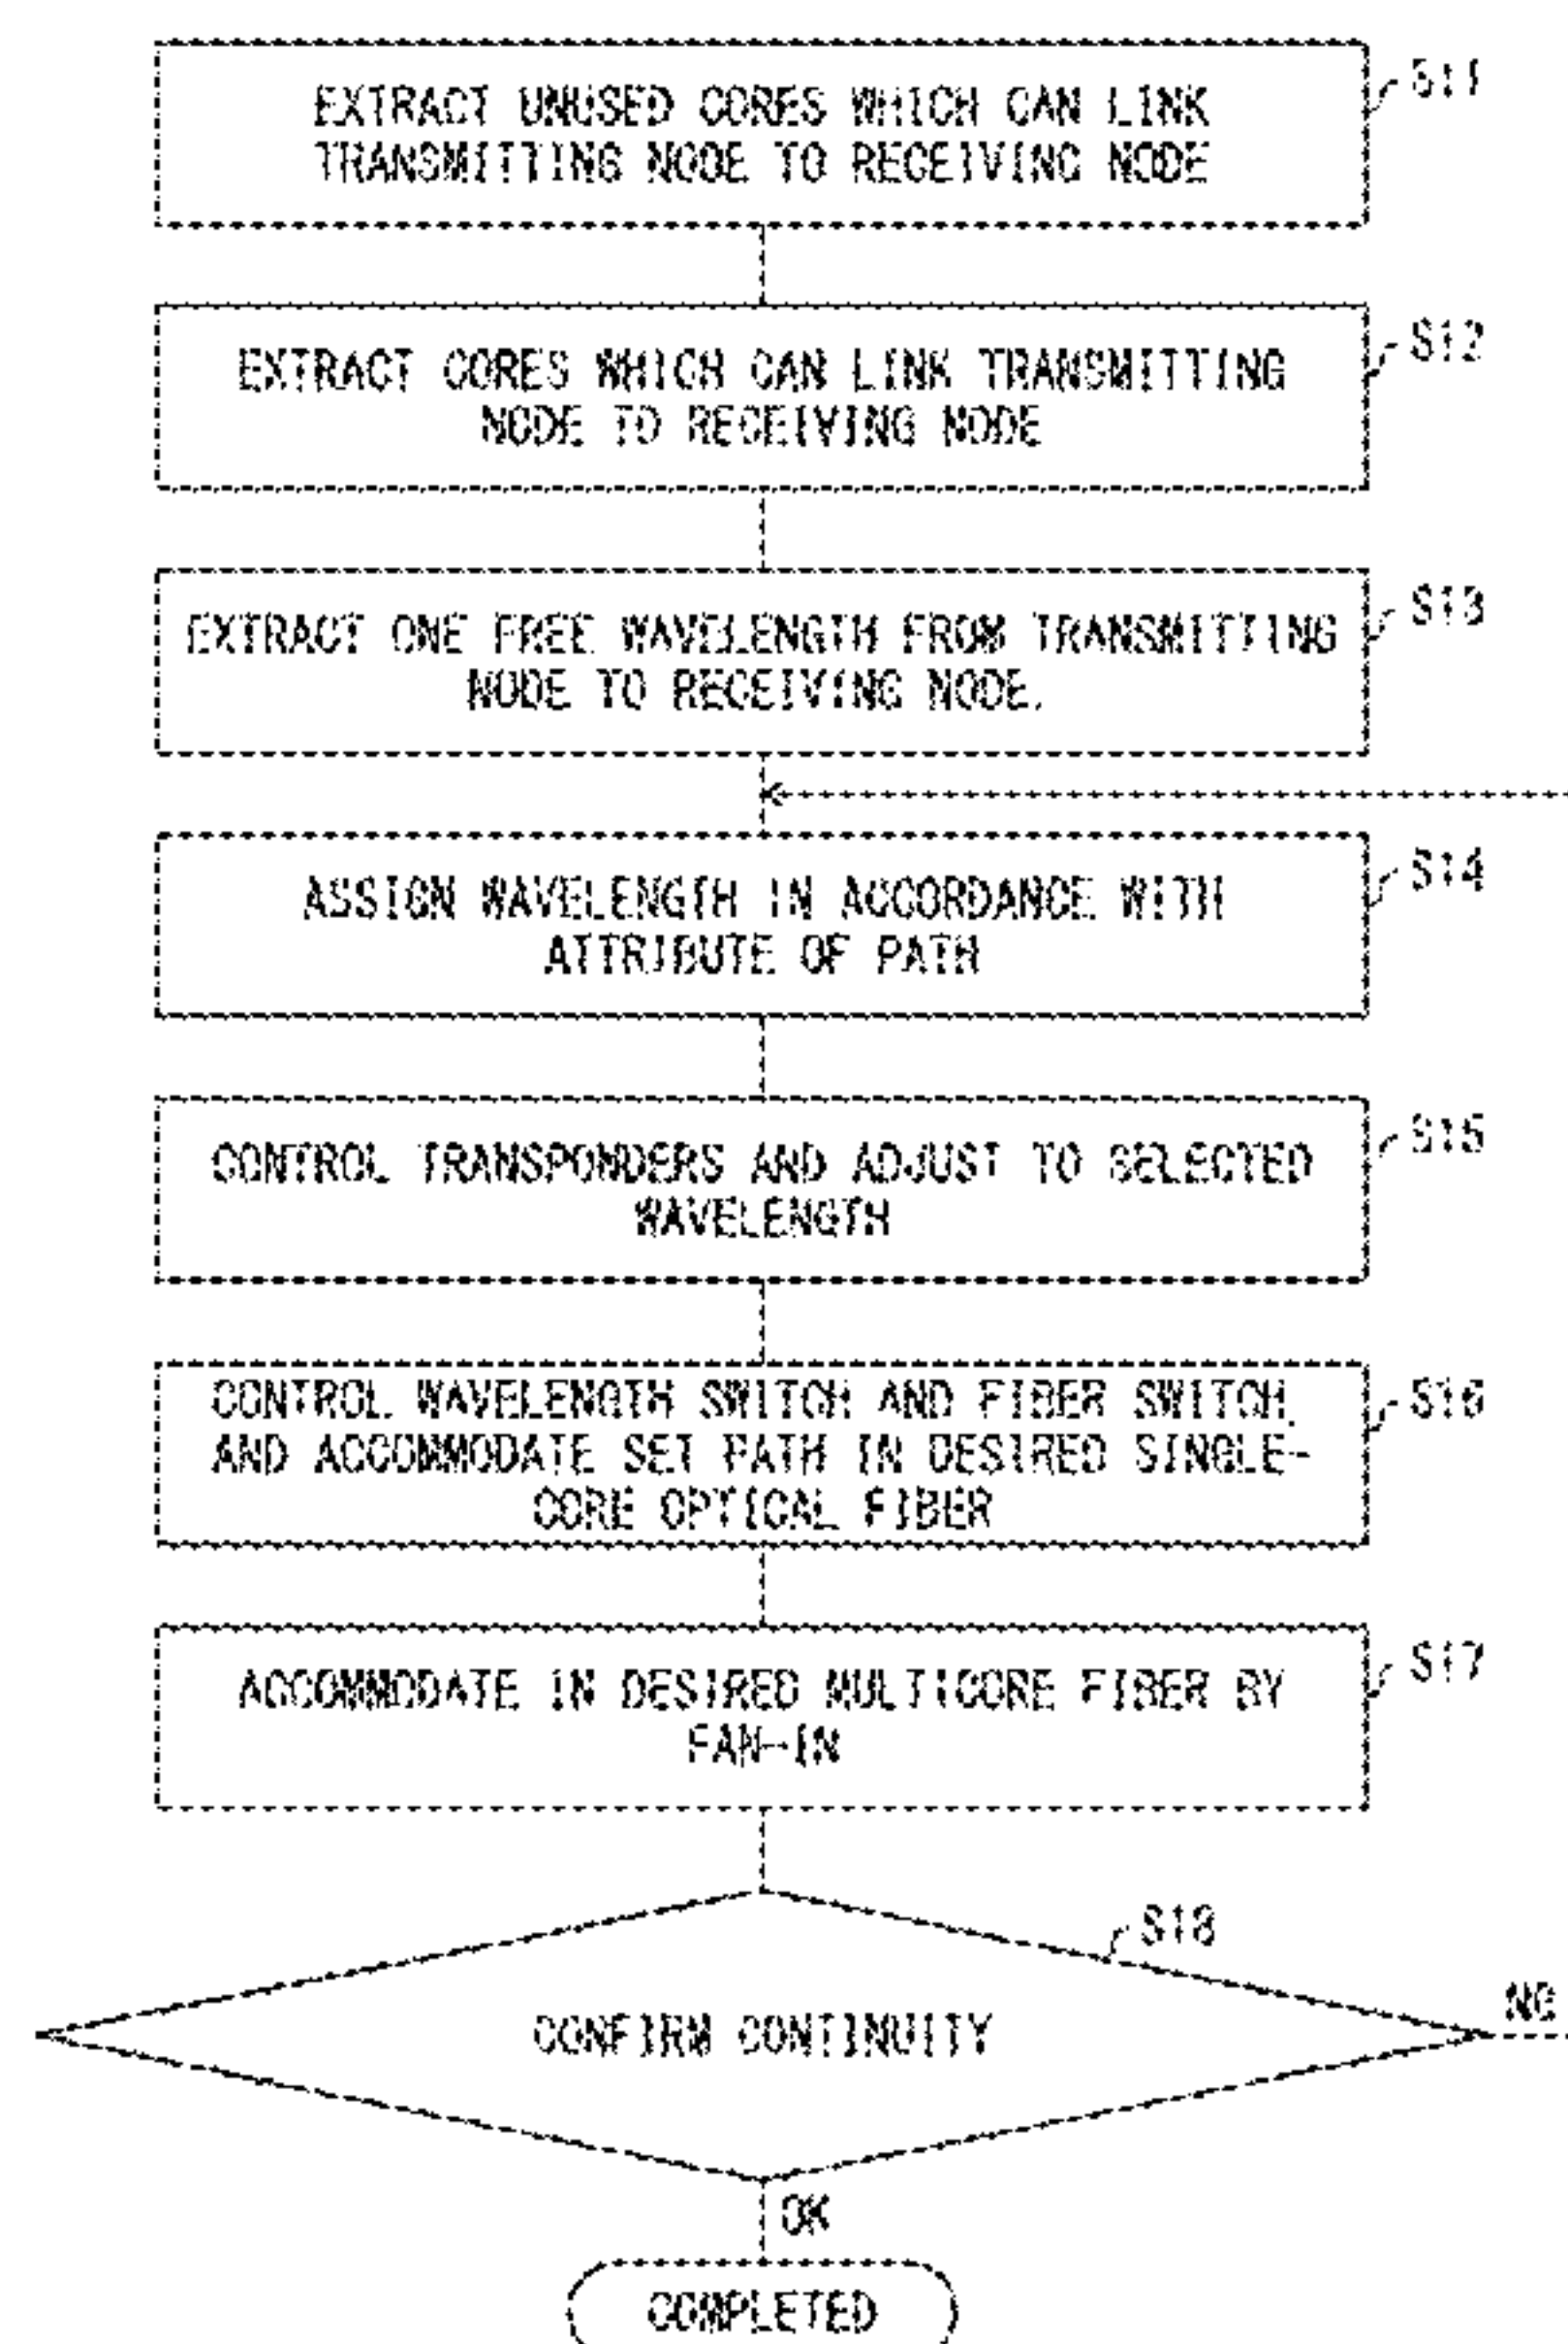 EXTRACT UNUSED CORES WHICH CAN LINK
TRANSMITTING NODE TO RECEIVING NODE
S11
EXTRACT CORES WHICH CAN LINK TRANSMITTING
NODE TO RECEIVING NODE
S12
EXTRACT ONE FREE WAVELENGTH FROM TRANSMITTING
NODE TO RECEIVING NODE.
S13
ASSIGN WAVELENGTH IN ACCORDANCE WITH
ATTRIBUTE OF PATH
S14
CONTROL TRANSPONDERS AND ADJUST TO SELECTED
WAVELENGTH
S15
CONTROL WAVELENGTH SWITCH AND FIBER SWITCH
AND ACCOMMODATE SET PATH IN DESIRED SINGLE-
CORE OPTICAL FIBER
S16
ACCOMMODATE IN DESIRED MULTICORE FIBER BY
FAN-IN
S17
S18
CONFIRM CONTINUITY
NG
OK
COMPLETED